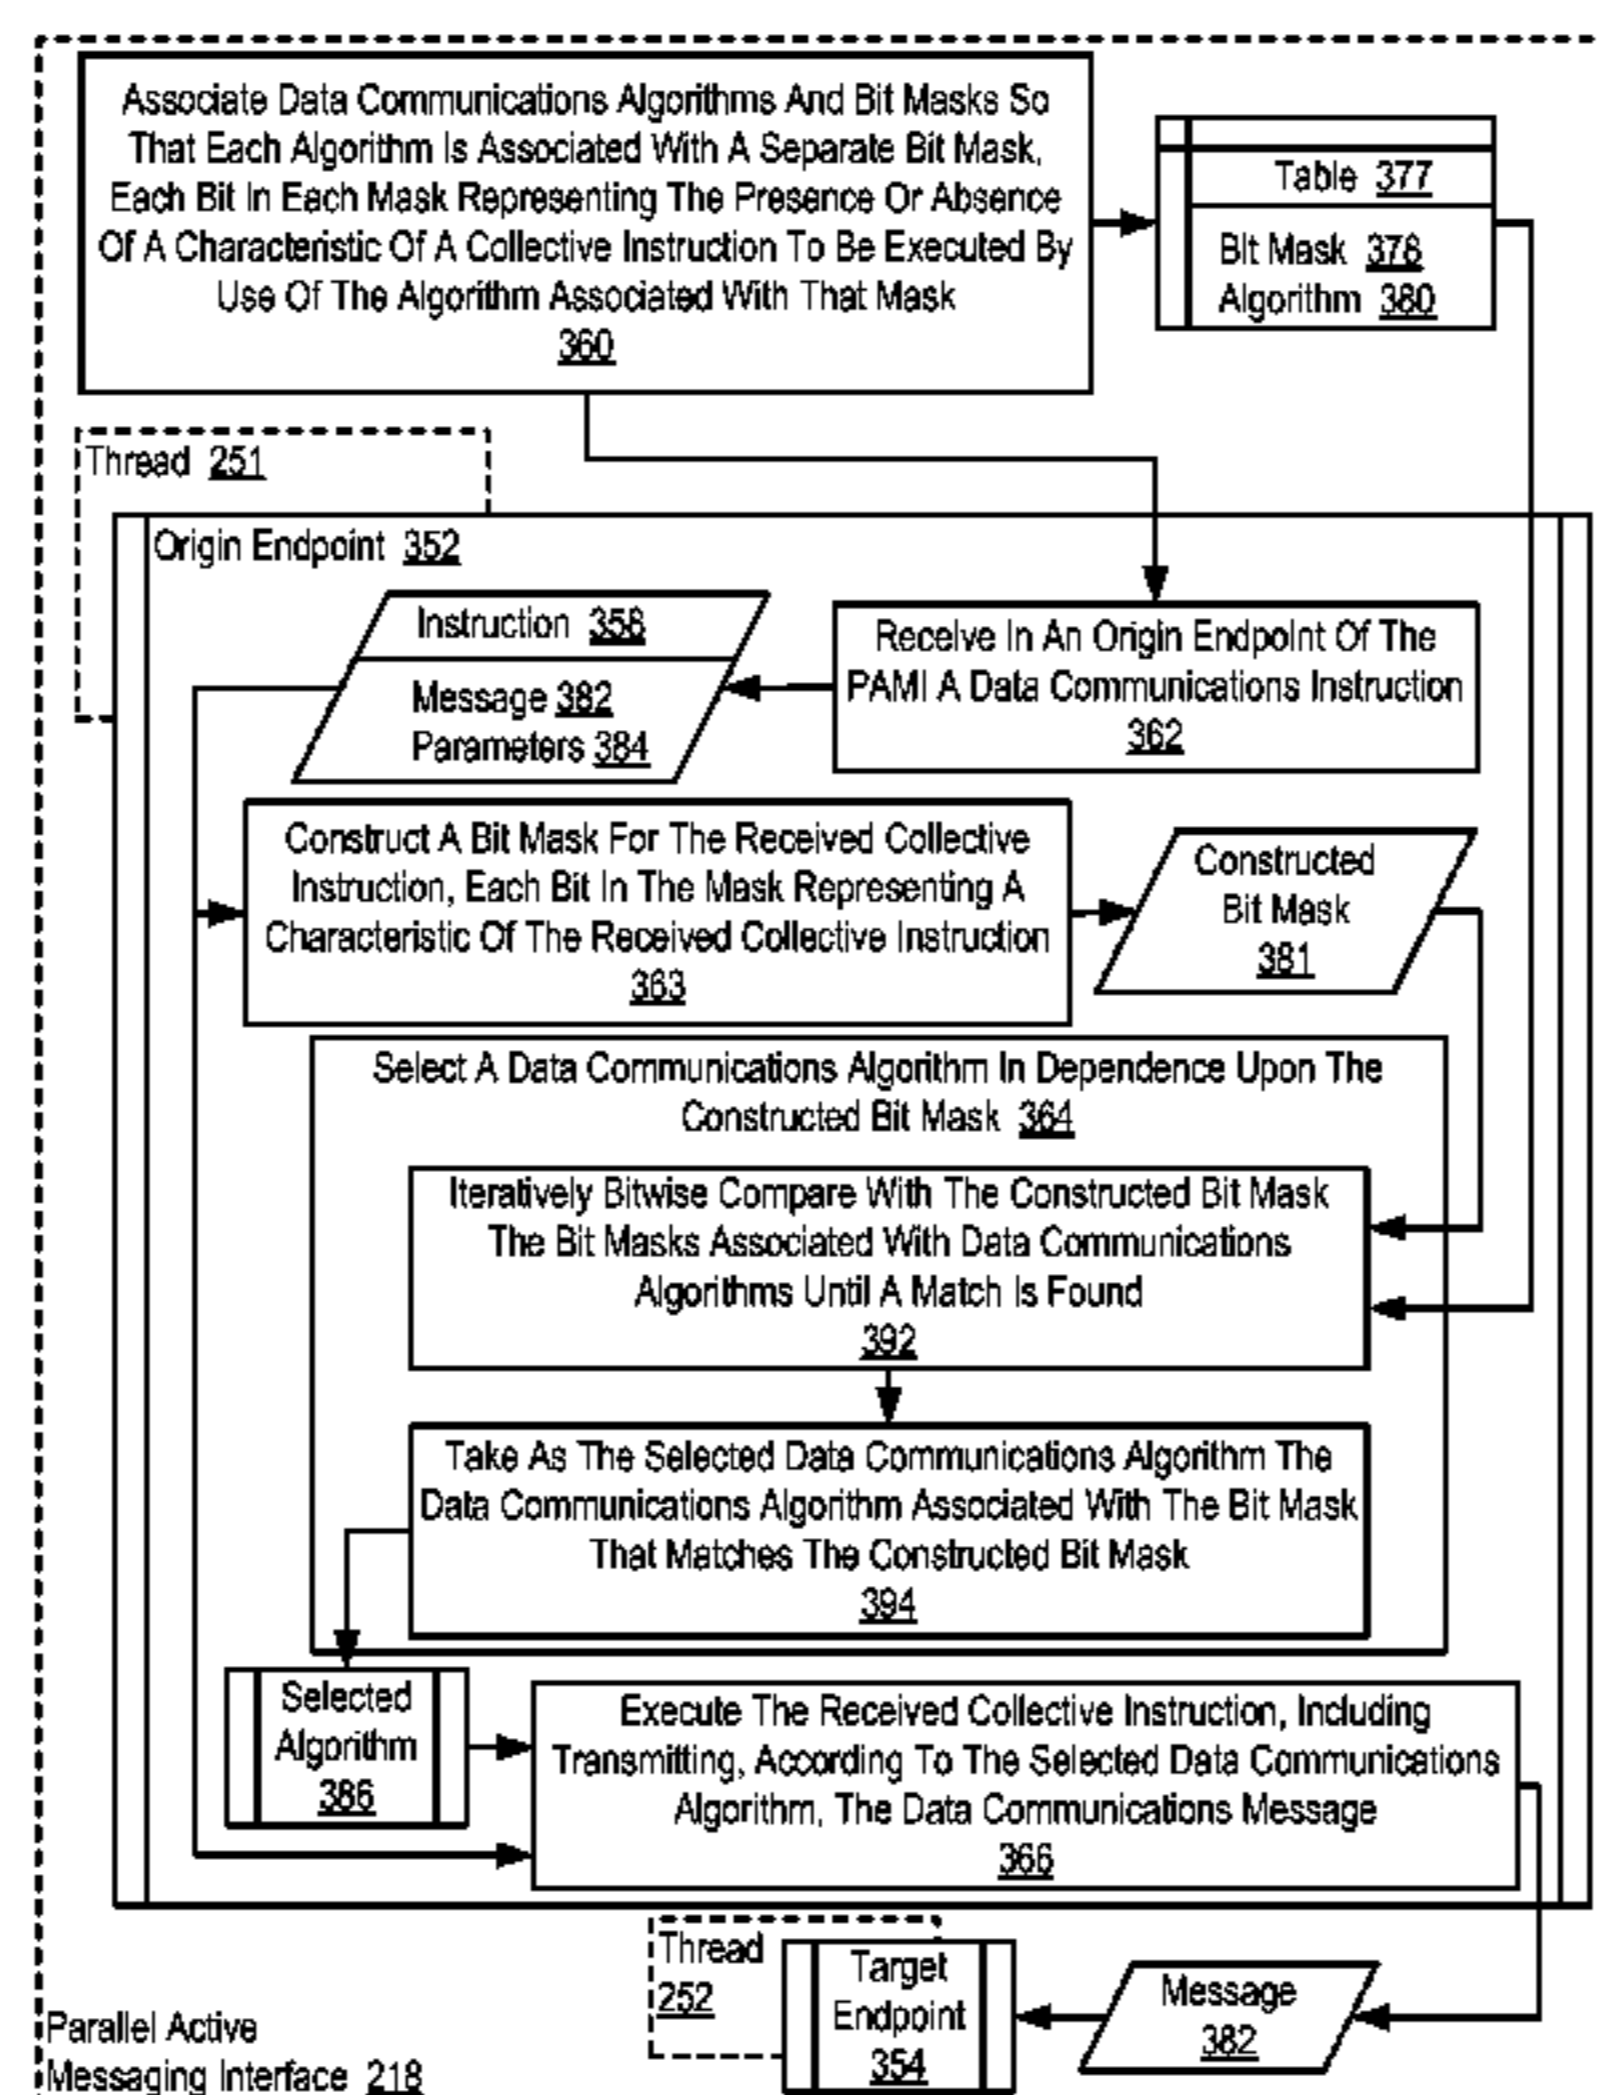 Associate Data Communications Algorithms And Bit Masks So
That Each Algorithm Is Associated With A Separate Bit Mask,
Each Bit In Each Mask Representing The Presence Or Absence
Of A Characteristic Of A Collective Instruction To Be Executed By
Use Of The Algorithm Associated With That Mask
360
Table 377
Bit Mask 378
Algorithm 380
Thread 251
Origin Endpoint 352
Instruction 358
Message 382
Parameters 384
Receive In An Origin Endpoint Of The
PAMI A Data Communications Instruction
362
Construct A Bit Mask For The Received Collective
Instruction, Each Bit In The Mask Representing A
Characteristic Of The Received Collective Instruction
363
Constructed
Bit Mask
381
Select A Data Communications Algorithm In Dependence Upon The
Constructed Bit Mask 364
Iteratively Bitwise Compare With The Constructed Bit Mask
The Bit Masks Associated With Data Communications
Algorithms Until A Match Is Found
392
Take As The Selected Data Communications Algorithm The
Data Communications Algorithm Associated With The Bit Mask
That Matches The Constructed Bit Mask
394
Selected
Algorithm
386
Execute The Received Collective Instruction, Including
Transmitting, According To The Selected Data Communications
Algorithm, The Data Communications Message
366
Thread
252
Target
Endpoint
354
Message
382
Parallel Active
Messaging Interface 218